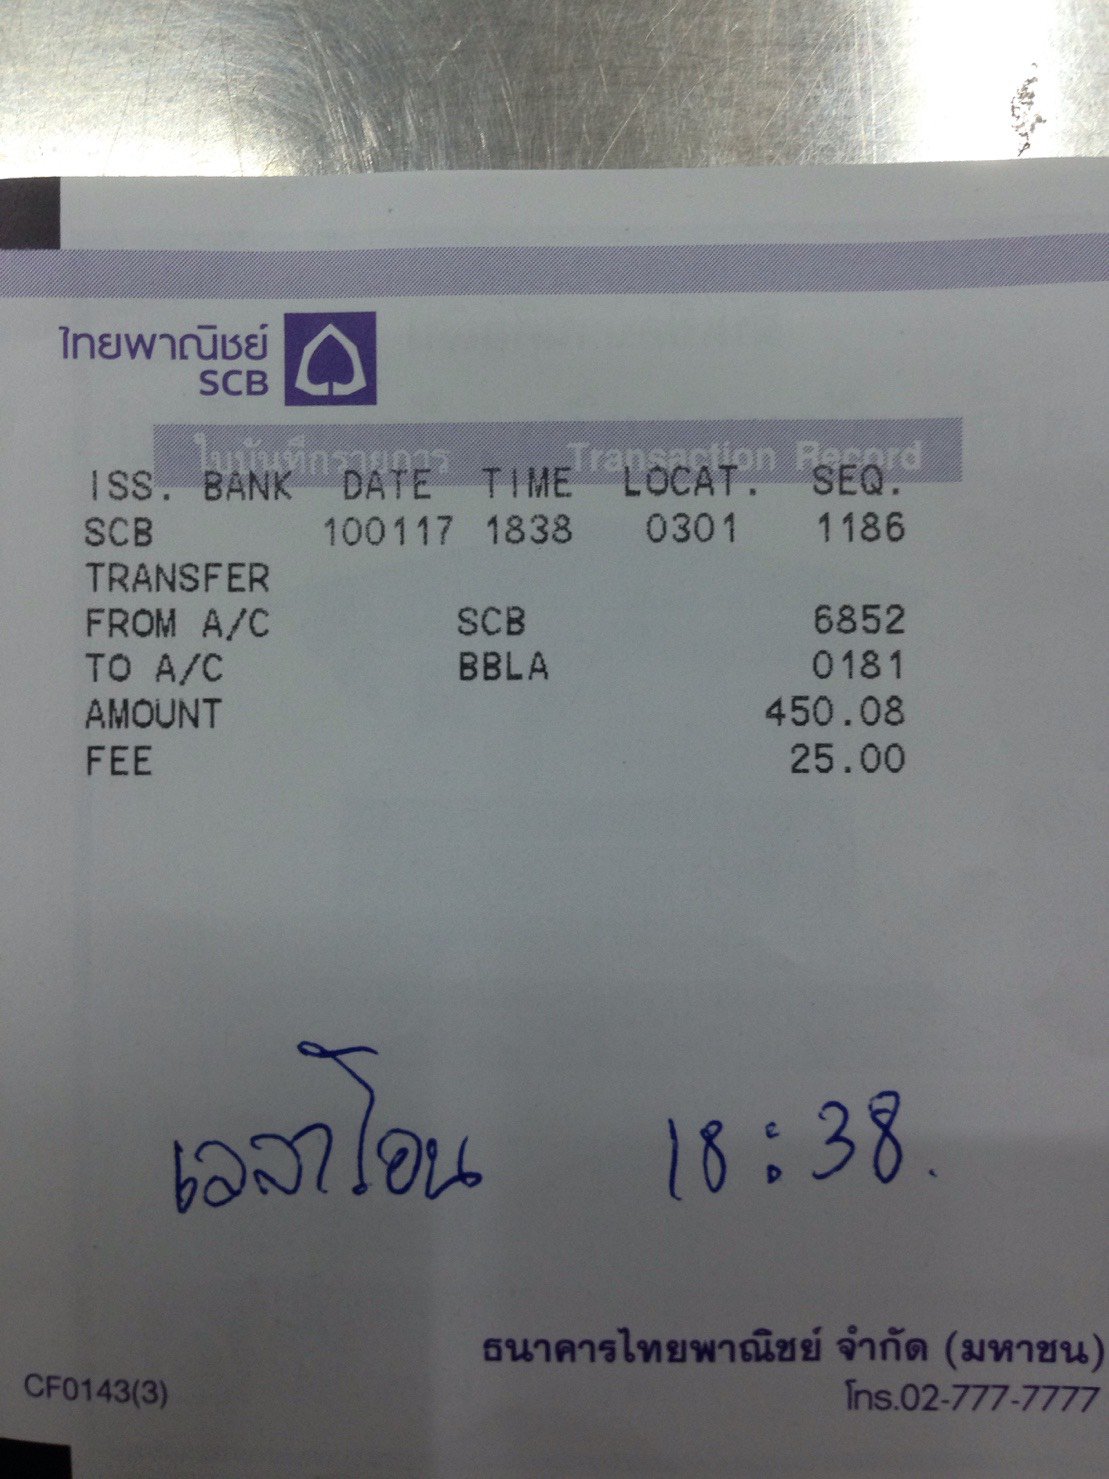 ไทยพาณิชย์
SCB
ใบบันทึกรายการ Transaction Record
ISS. BANK DATE TIME LOCAT. SEQ.
SCB 100117 1838 0301 1186
TRANSFER
FROM A/C SCB 6852
TO A/C BBLA 0181
AMOUNT 450.08
FEE 25.00
เวลาโอน 18:38.
ธนาคารไทยพาณิชย์ จำกัด (มหาชน)
CF0143(3) โทร.02-777-7777